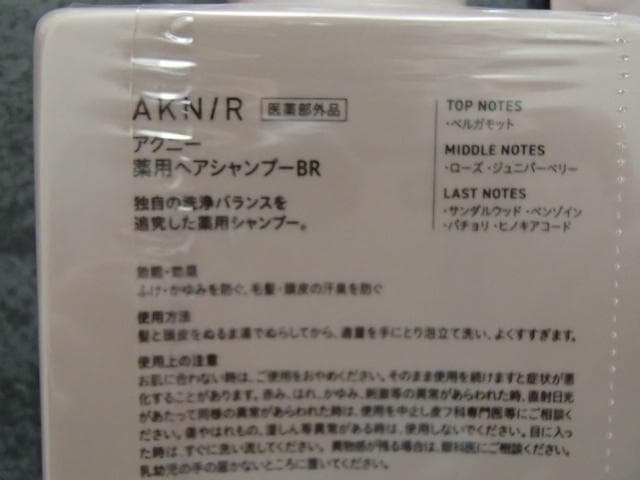 AKNIR 医薬部外品
アクニー
薬用ヘアシャンプーBR
独自の洗浄バランスを
追究した薬用シャンプー。
TOP NOTES
・ベルガモット
MIDDLE NOTES
・ローズ・ジュニパーベリー
LAST NOTES
・サンダルウッド・ベンゾイン
・パチョリ・ヒノキアコード
効能・効果
ふけ・かゆみを防ぐ、毛髪・頭皮の汗臭を防ぐ
使用方法
髪と頭皮をぬるま湯でぬらしてから、適量を手にとり泡立て洗い、よくすすぎます。
使用上の注意
お肌に合わない時は、ご使用をおやめください。そのまま使用を続けますと症状が悪
化することがあります。赤み、はれ、かゆみ、刺激等の異常があらわれた時、直射日光
があたって同様の異常があらわれた時は、使用を中止し皮フ科専門医等にご相談く
ださい。傷やはれもの、湿しん等異常がある時は、使用しないでください。目に入っ
た時は、すぐに洗い流してください。異物感が残る場合は、眼科医にご相談ください。
乳幼児の手の届かないところに置いてください。